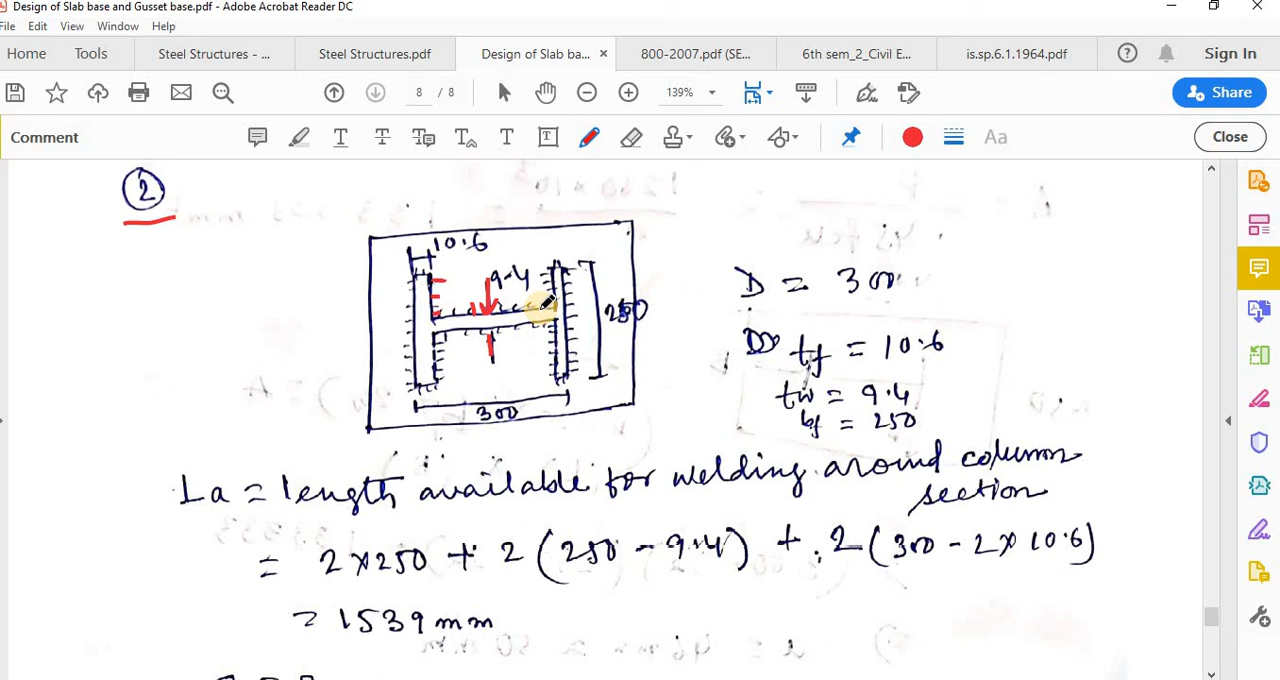 Design of Slab base and Gusset base.pdf - Adobe Acrobat Reader DC
File Edit View Window Help
Home Tools Steel Structures - ... Steel Structures.pdf Design of Slab ba... × 800-2007.pdf (SE... 6th sem_2_Civil E... is.sp.6.1.1964.pdf Sign In
8 / 8 139% Share
Comment Aa Close
2
10.6
9.4
250
300
D = 300
tf = 10.6
tw = 9.4
bf = 250
La = length available for welding around column
section
= 2×250 + 2(250 - 9.4) + 2(300 - 2×10.6)
= 1539mm